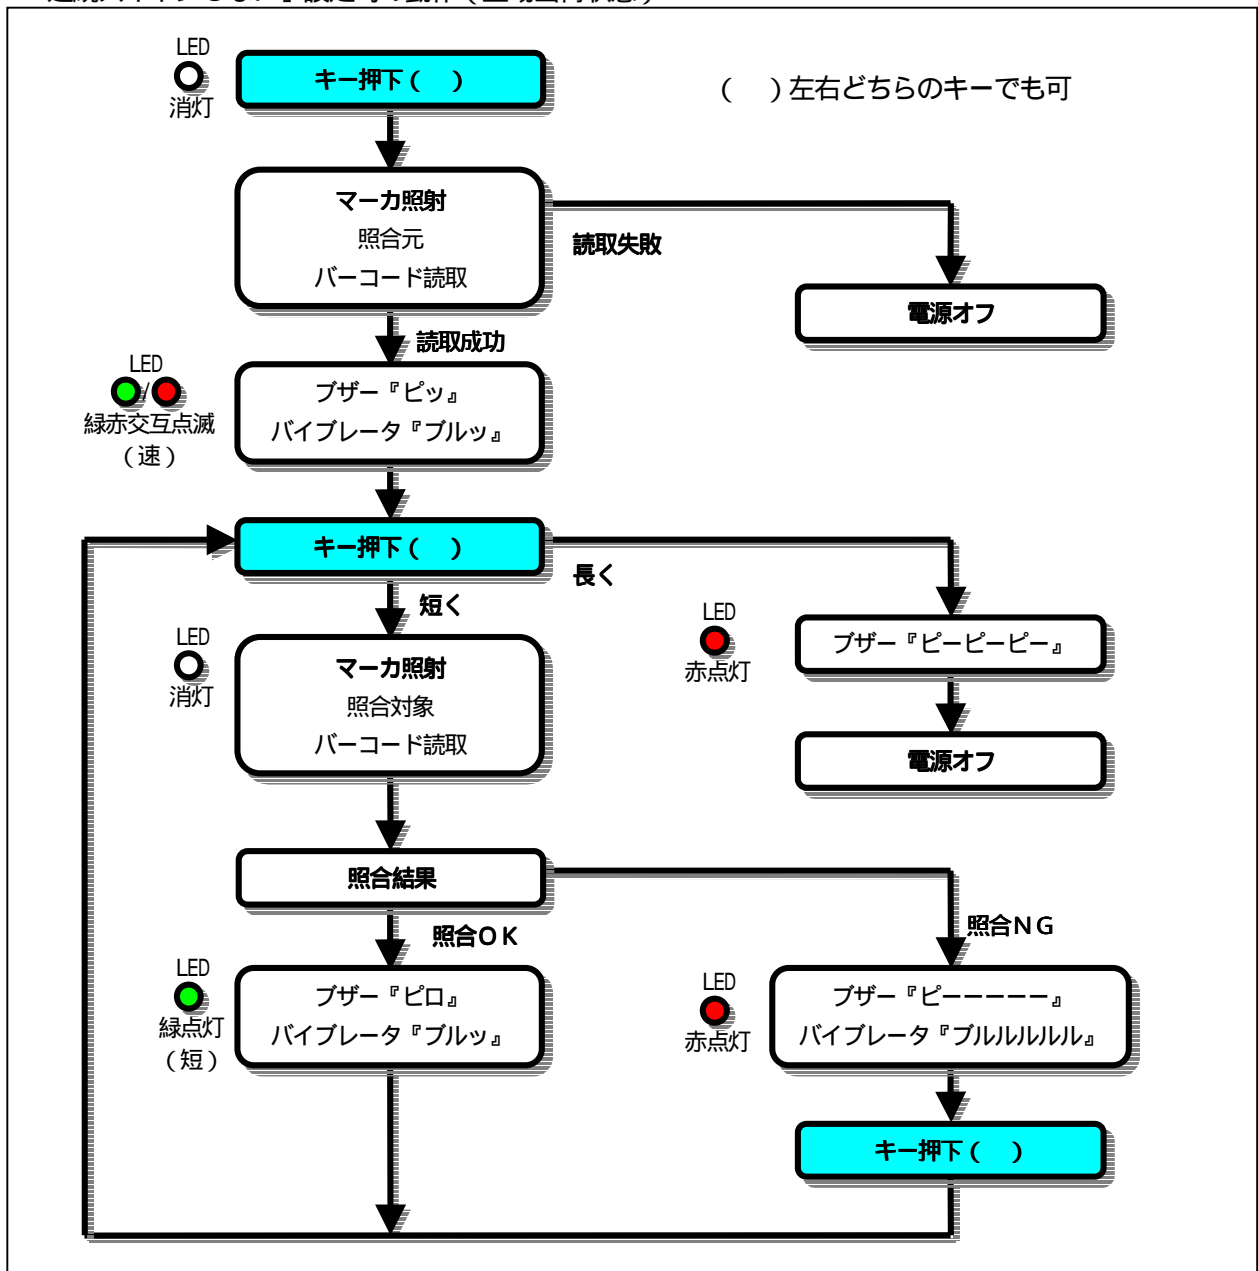 LED
消灯
キー押下(　)
(　)左右どちらのキーでも可
マーカ照射
照合元
バーコード読取
読取失敗
電源オフ
読取成功
LED
/
緑赤交互点滅
(速)
ブザー『ピッ』
バイブレータ『ブルッ』
キー押下(　)
長く
短く
LED
消灯
マーカ照射
照合対象
バーコード読取
LED
赤点灯
ブザー『ピーピーピー』
電源オフ
照合結果
照合OK
照合NG
LED
緑点灯
(短)
ブザー『ピロ』
バイブレータ『ブルッ』
LED
赤点灯
ブザー『ピーーーーー』
バイブレータ『ブルルルルル』
キー押下(　)